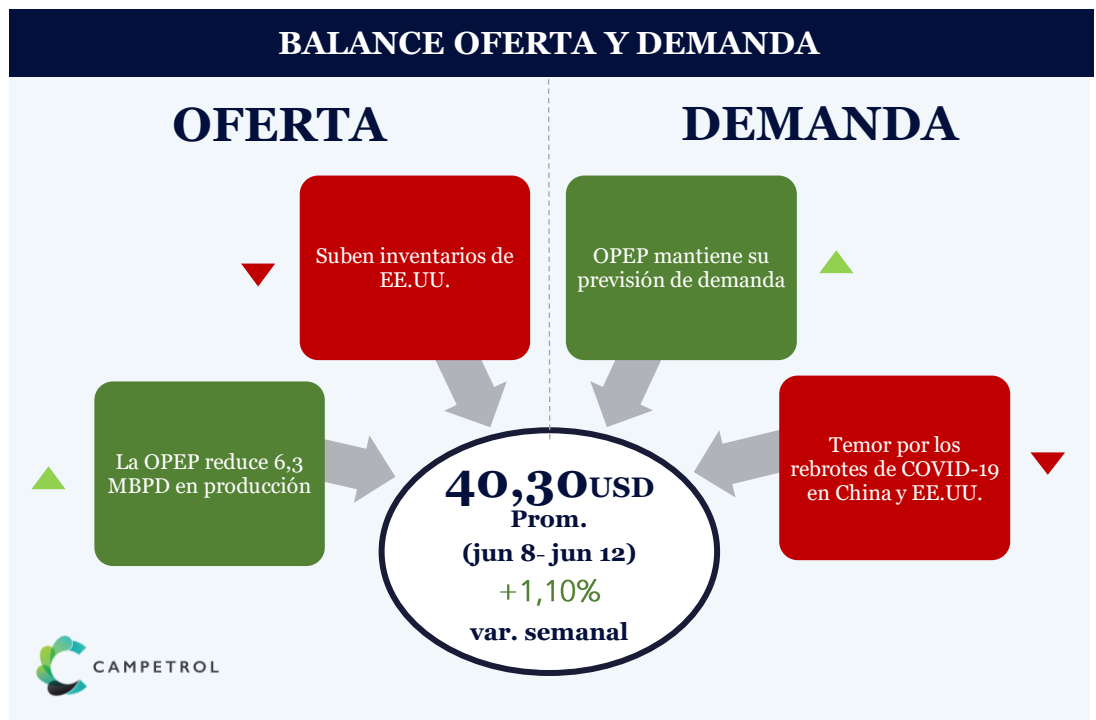 BALANCE OFERTA Y DEMANDA
OFERTA
DEMANDA
Suben inventarios de
EE.UU.
OPEP mantiene su
previsión de demanda
La OPEP reduce 6,3
MBPD en producción
Temor por los
rebrotes de COVID-19
en China y EE.UU.
40,30USD
Prom.
(jun 8- jun 12)
+1,10%
var. semanal
CAMPETROL